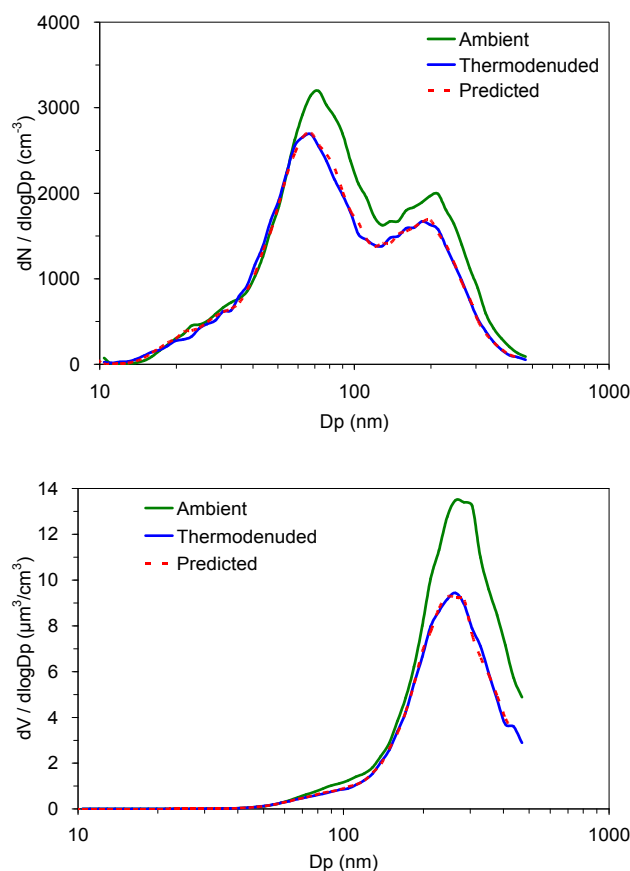 4000
3000
2000
1000
0
dN / dlogDp (cm⁻³)
Ambient
Thermodenuded
Predicted
10
100
1000
Dp (nm)
14
12
10
8
6
4
2
0
dV / dlogDp (µm³/cm³)
Ambient
Thermodenuded
Predicted
10
100
1000
Dp (nm)